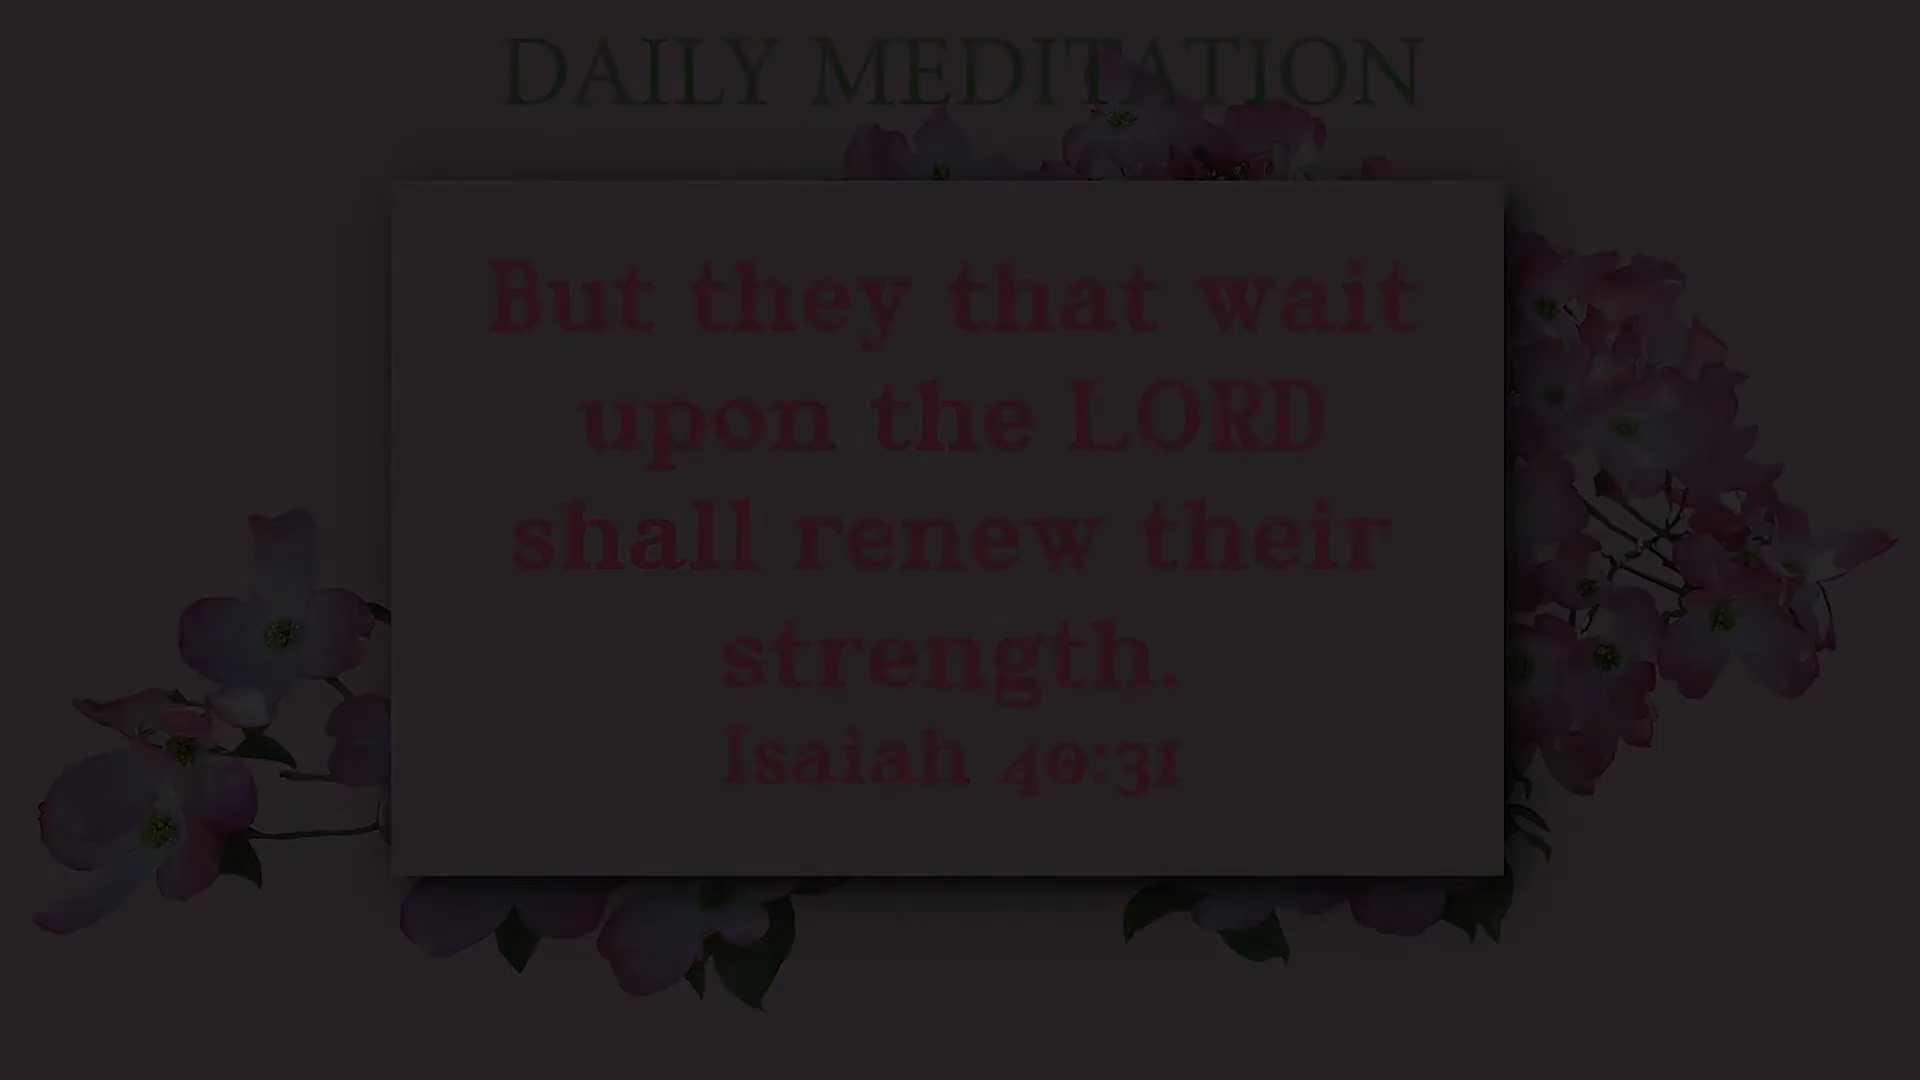 DAILY MEDITATION
But they that wait
upon the LORD
shall renew their
strength.
Isaiah 40:31